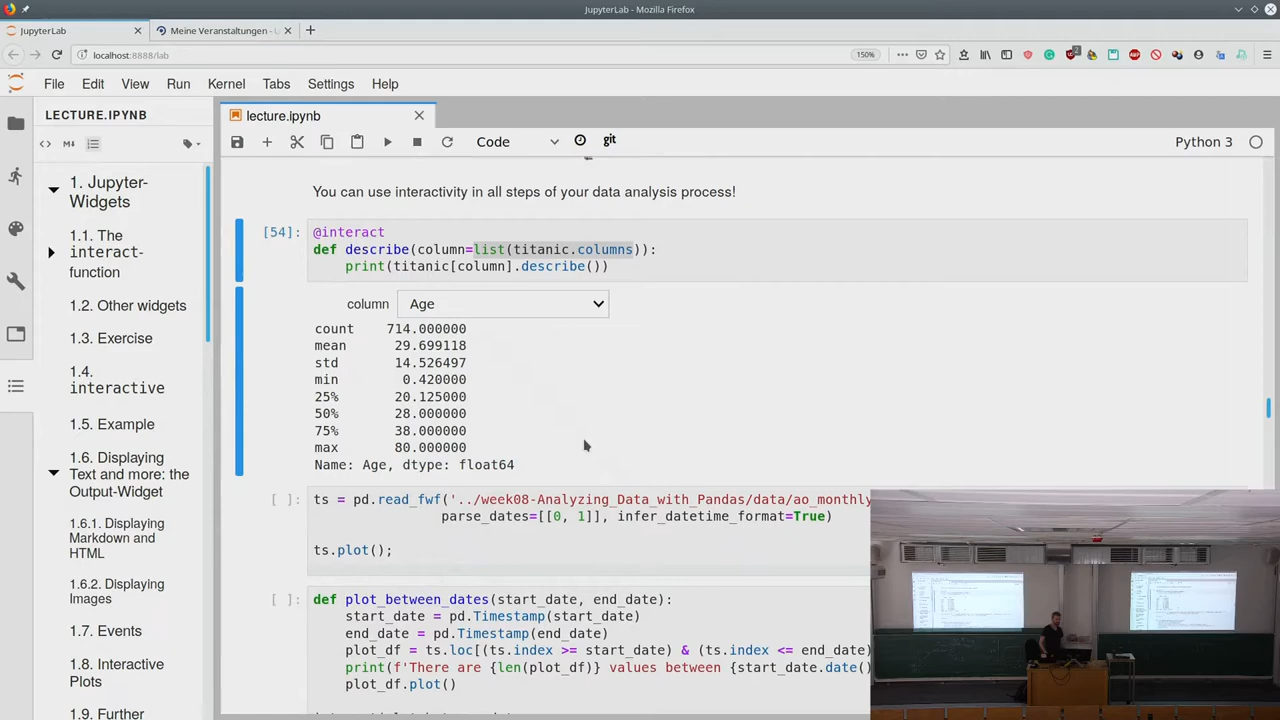 JupyterLab - Mozilla Firefox
JupyterLab
Meine Veranstaltungen -
localhost:8888/lab
150%
2
File Edit View Run Kernel Tabs Settings Help
LECTURE.IPYNB
lecture.ipynb
Code
git
Python 3
1. Jupyter-
Widgets
1.1. The
interact-
function
1.2. Other widgets
1.3. Exercise
1.4.
interactive
1.5. Example
1.6. Displaying
Text and more: the
Output-Widget
1.6.1. Displaying
Markdown and
HTML
1.6.2. Displaying
Images
1.7. Events
1.8. Interactive
Plots
1.9. Further
You can use interactivity in all steps of your data analysis process!
[54]:
@interact
def describe(column=list(titanic.columns)):
    print(titanic[column].describe())
column Age
count    714.000000
mean      29.699118
std       14.526497
min        0.420000
25%       20.125000
50%       28.000000
75%       38.000000
max       80.000000
Name: Age, dtype: float64
[ ]:
ts = pd.read_fwf('../week08-Analyzing_Data_with_Pandas/data/ao_monthly
                parse_dates=[[0, 1]], infer_datetime_format=True)
ts.plot();
[ ]:
def plot_between_dates(start_date, end_date):
    start_date = pd.Timestamp(start_date)
    end_date = pd.Timestamp(end_date)
    plot_df = ts.loc[(ts.index >= start_date) & (ts.index <= end_date)
    print(f'There are {len(plot_df)} values between {start_date.date()
    plot_df.plot()